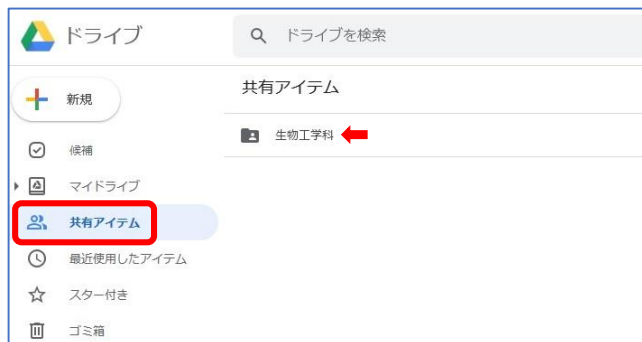 ドライブ
ドライブを検索
新規
候補
マイドライブ
共有アイテム
最近使用したアイテム
スター付き
ゴミ箱
共有アイテム
生物工学科